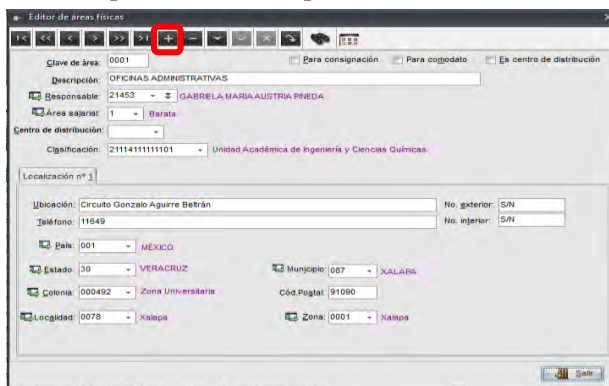 Editor de áreas físicas
Clave de área: 0001 Para consignación Para comodato Es centro de distribución
Descripción: OFICINAS ADMINISTRATIVAS
Responsable: 21453 GABRELA MARIA AUSTRIA PNEDA
Área salarial: 1 Barata
Centro de distribución:
Clasificación: 21114111111101 Unidad Académica de Ingeniería y Ciencias Químicas.
Localización nº 1
Ubicación: Circuito Gonzalo Aguirre Beltrán No. exterior: S/N
Teléfono: 11649 No. interior: S/N
País: 001 MÉXICO
Estado: 30 VERACRUZ Municipio: 087 XALAPA
Colonia: 000492 Zona Universitaria Cód.Postal: 91090
Localidad: 0078 Xalapa Zona: 0001 Xalapa
Salir